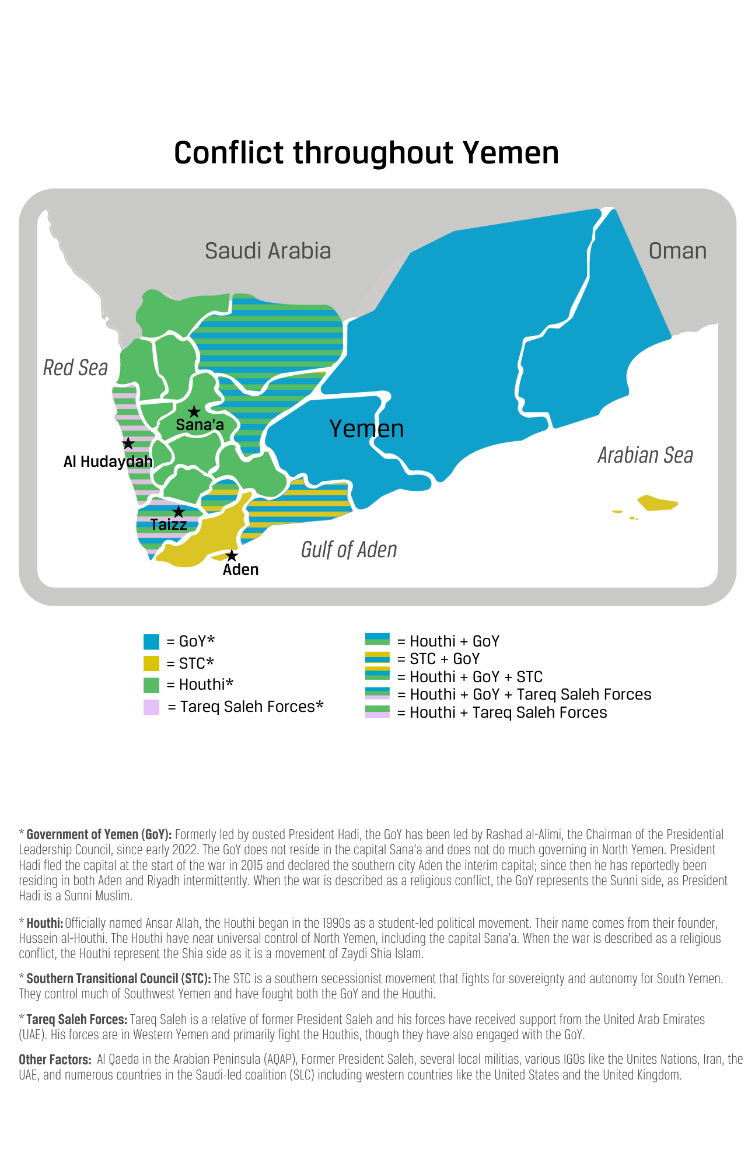 Conflict throughout Yemen
Saudi Arabia
Oman
Red Sea
Sana'a
Yemen
Al Hudaydah
Arabian Sea
Taizz
Gulf of Aden
Aden
= GoY*
= STC*
= Houthi*
= Tareq Saleh Forces*
= Houthi + GoY
= STC + GoY
= Houthi + GoY + STC
= Houthi + GoY + Tareq Saleh Forces
= Houthi + Tareq Saleh Forces
* Government of Yemen (GoY): Formerly led by ousted President Hadi, the GoY has been led by Rashad al-Alimi, the Chairman of the Presidential
Leadership Council, since early 2022. The GoY does not reside in the capital Sana'a and does not do much governing in North Yemen. President
Hadi fled the capital at the start of the war in 2015 and declared the southern city Aden the interim capital; since then he has reportedly been
residing in both Aden and Riyadh intermittently. When the war is described as a religious conflict, the GoY represents the Sunni side, as President
Hadi is a Sunni Muslim.
* Houthi: Officially named Ansar Allah, the Houthi began in the 1990s as a student-led political movement. Their name comes from their founder,
Hussein al-Houthi. The Houthi have near universal control of North Yemen, including the capital Sana'a. When the war is described as a religious
conflict, the Houthi represent the Shia side as it is a movement of Zaydi Shia Islam.
* Southern Transitional Council (STC): The STC is a southern secessionist movement that fights for sovereignty and autonomy for South Yemen.
They control much of Southwest Yemen and have fought both the GoY and the Houthi.
* Tareq Saleh Forces: Tareq Saleh is a relative of former President Saleh and his forces have received support from the United Arab Emirates
(UAE). His forces are in Western Yemen and primarily fight the Houthis, though they have also engaged with the GoY.
Other Factors: Al Qaeda in the Arabian Peninsula (AQAP), Former President Saleh, several local militias, various IGOs like the Unites Nations, Iran, the
UAE, and numerous countries in the Saudi-led coalition (SLC) including western countries like the United States and the United Kingdom.